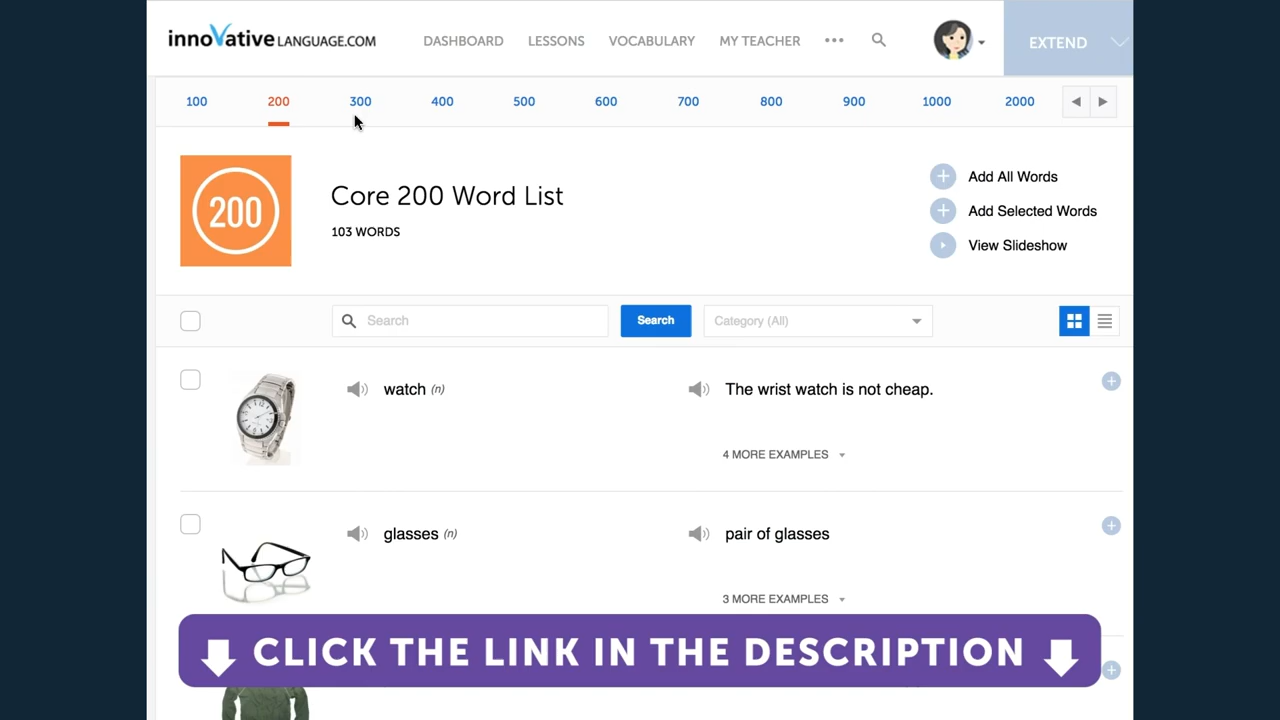 innoVative LANGUAGE.COM
DASHBOARD LESSONS VOCABULARY MY TEACHER ••• EXTEND
100 200 300 400 500 600 700 800 900 1000 2000
200
Core 200 Word List
103 WORDS
Add All Words
Add Selected Words
View Slideshow
Search Search Category (All)
watch (n) The wrist watch is not cheap.
4 MORE EXAMPLES
glasses (n) pair of glasses
3 MORE EXAMPLES
CLICK THE LINK IN THE DESCRIPTION